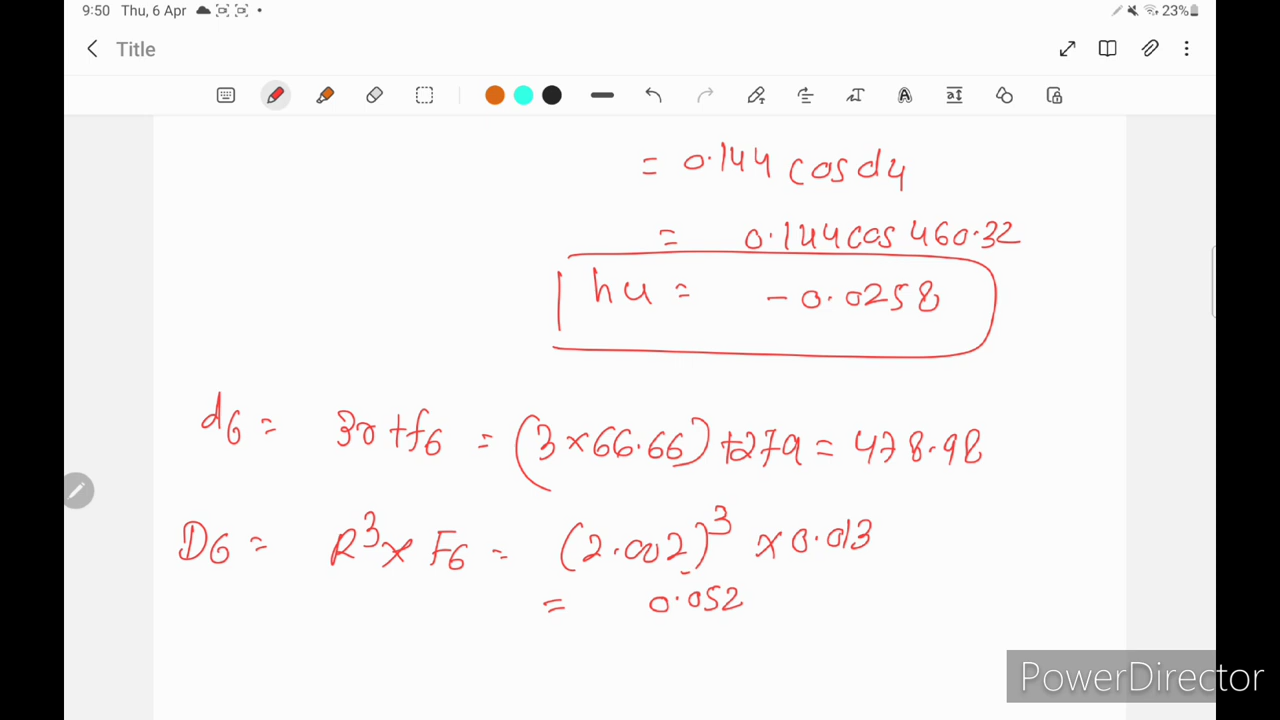 9:50 Thu, 6 Apr 23%
Title
= 0.144 cos d4
= 0.144 cos 460.32
h4 = - 0.0258
d6 = 3r + f6 = (3 × 66.66) + 279 = 478.98
D6 = R³ × F6 = (2.002)³ × 0.013
= 0.052
PowerDirector